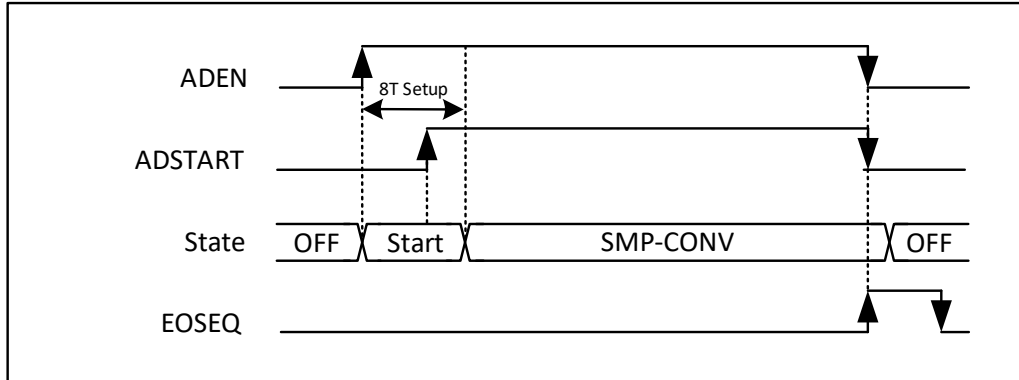 ADEN
8T Setup
ADSTART
State OFF Start SMP-CONV OFF
EOSEQ